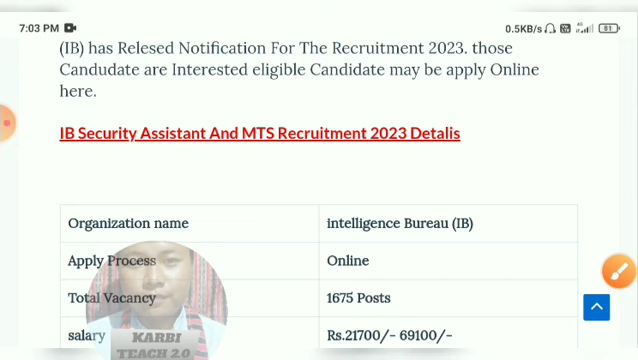 7:03 PM 0.5KB/s 4G 61
(IB) has Relesed Notification For The Recruitment 2023. those
Candudate are Interested eligible Candidate may be apply Online
here.
IB Security Assistant And MTS Recruitment 2023 Detalis
Organization name intelligence Bureau (IB)
Apply Process Online
Total Vacancy 1675 Posts
salary Rs.21700/- 69100/-
KARBI
TEACH 2.0